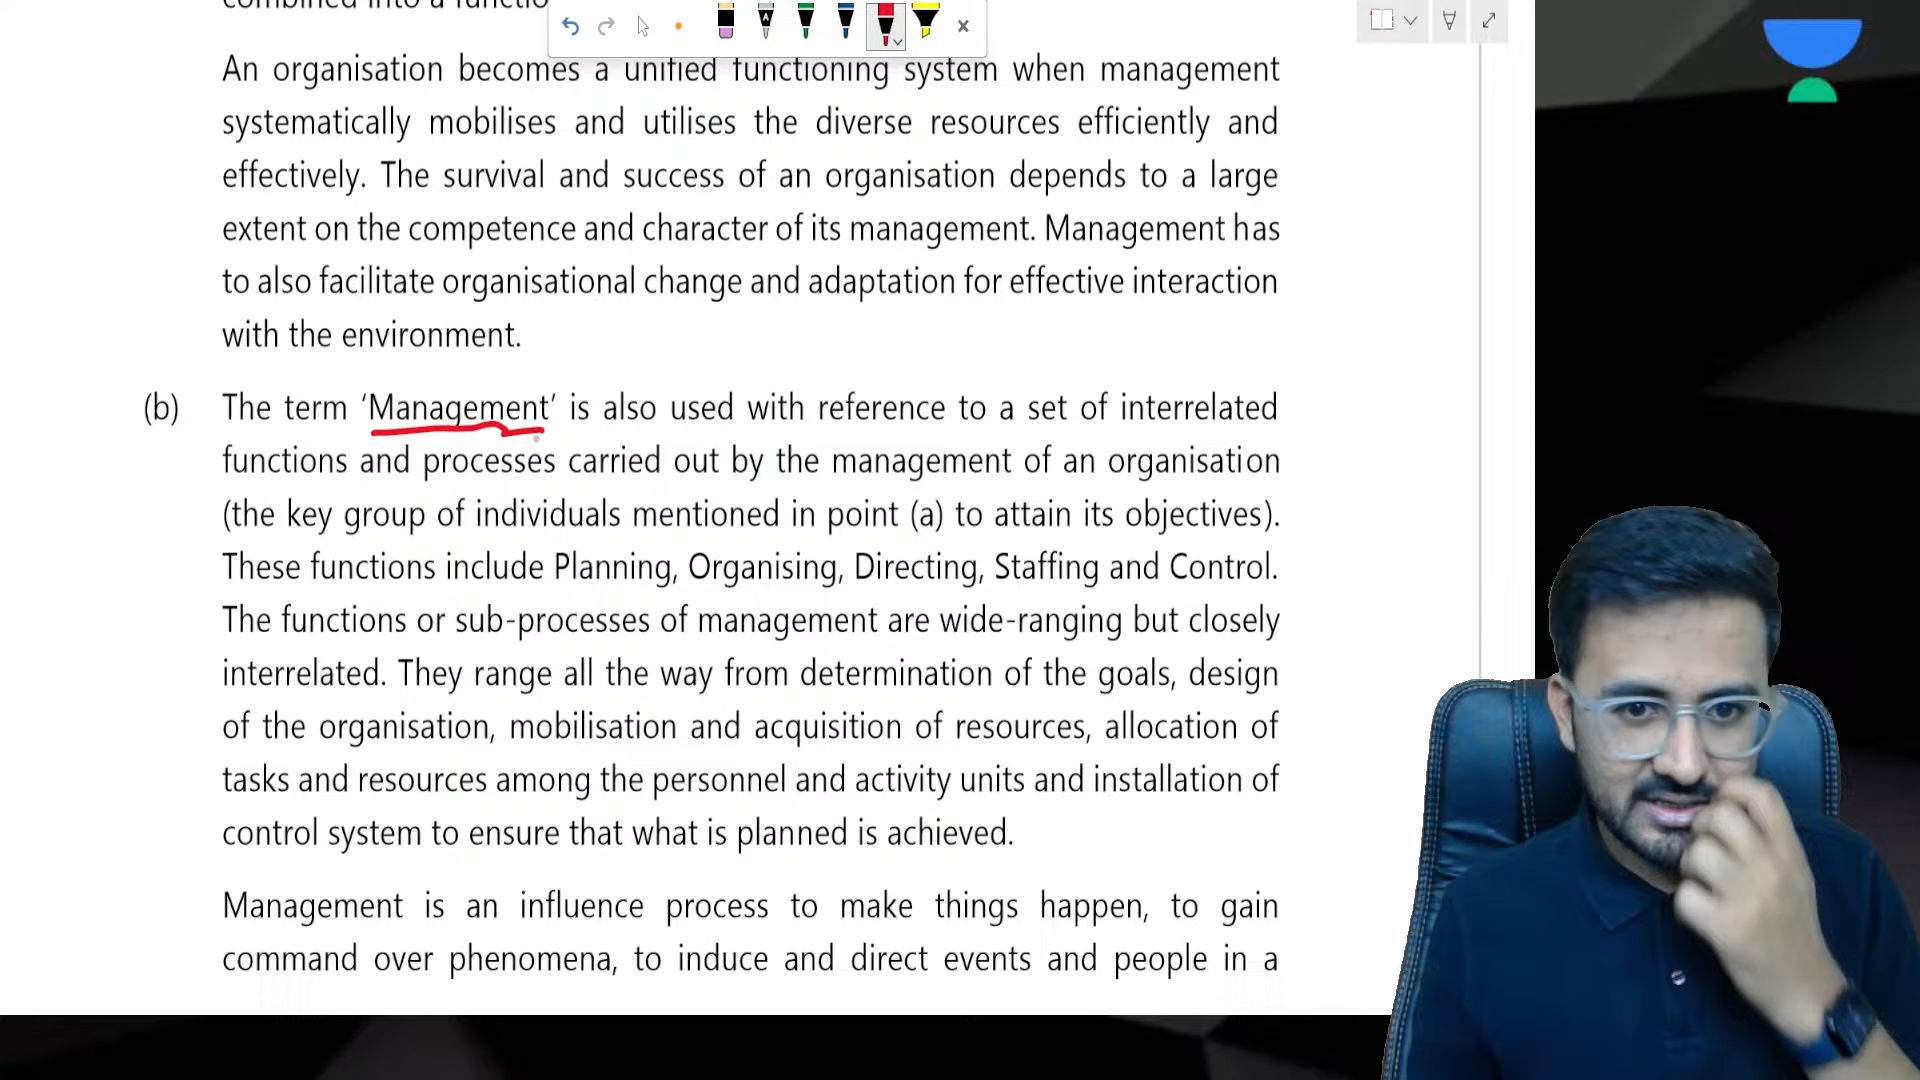 combined into a functio
An organisation becomes a unified functioning system when management
systematically mobilises and utilises the diverse resources efficiently and
effectively. The survival and success of an organisation depends to a large
extent on the competence and character of its management. Management has
to also facilitate organisational change and adaptation for effective interaction
with the environment.
(b) The term ‘Management’ is also used with reference to a set of interrelated
functions and processes carried out by the management of an organisation
(the key group of individuals mentioned in point (a) to attain its objectives).
These functions include Planning, Organising, Directing, Staffing and Control.
The functions or sub-processes of management are wide-ranging but closely
interrelated. They range all the way from determination of the goals, design
of the organisation, mobilisation and acquisition of resources, allocation of
tasks and resources among the personnel and activity units and installation of
control system to ensure that what is planned is achieved.
Management is an influence process to make things happen, to gain
command over phenomena, to induce and direct events and people in a